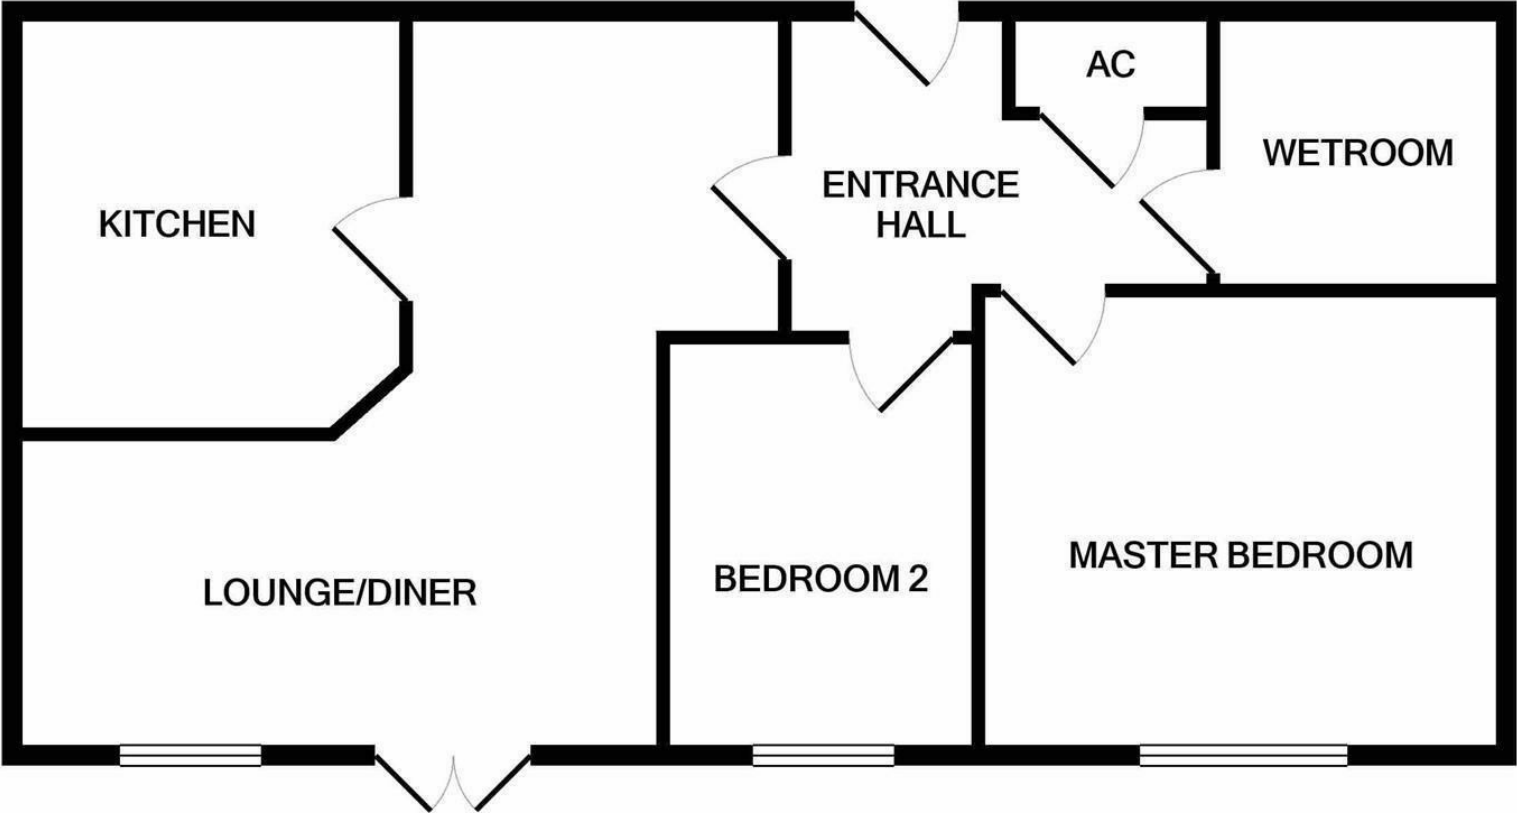 AC
WETROOM
ENTRANCE
HALL
KITCHEN
MASTER BEDROOM
BEDROOM 2
LOUNGE/DINER